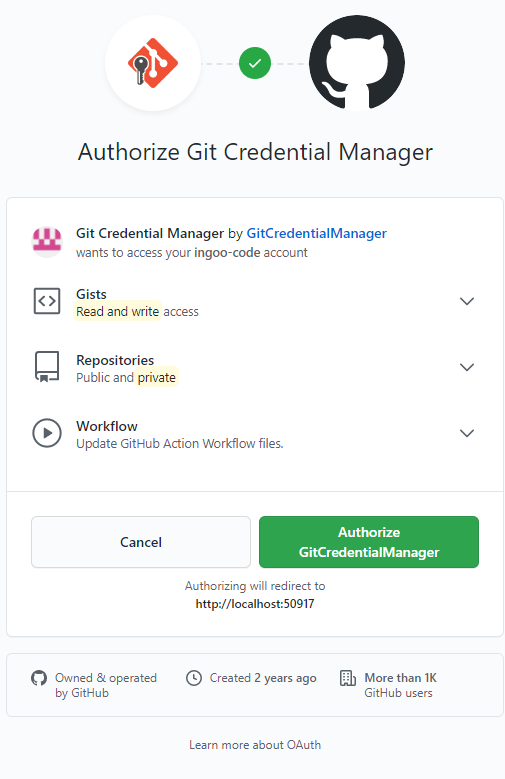 Authorize Git Credential Manager
Git Credential Manager by GitCredentialManager
wants to access your ingoo-code account
Gists
Read and write access
Repositories
Public and private
Workflow
Update GitHub Action Workflow files.
Cancel
Authorize
GitCredentialManager
Authorizing will redirect to
http://localhost:50917
Owned & operated
by GitHub
Created 2 years ago
More than 1K
GitHub users
Learn more about OAuth